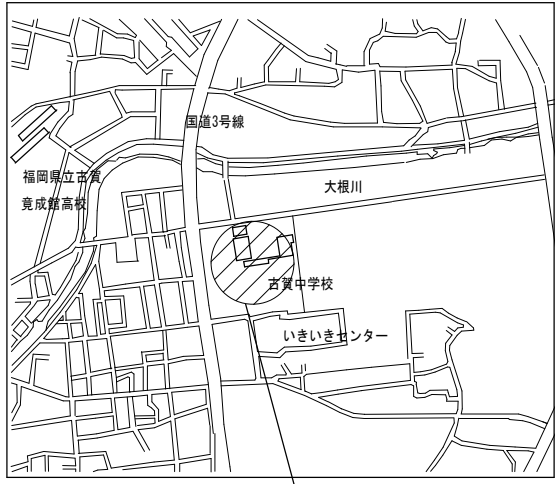 国道3号線
福岡県立古賀
竟成館高校
大根川
古賀中学校
いきいきセンター